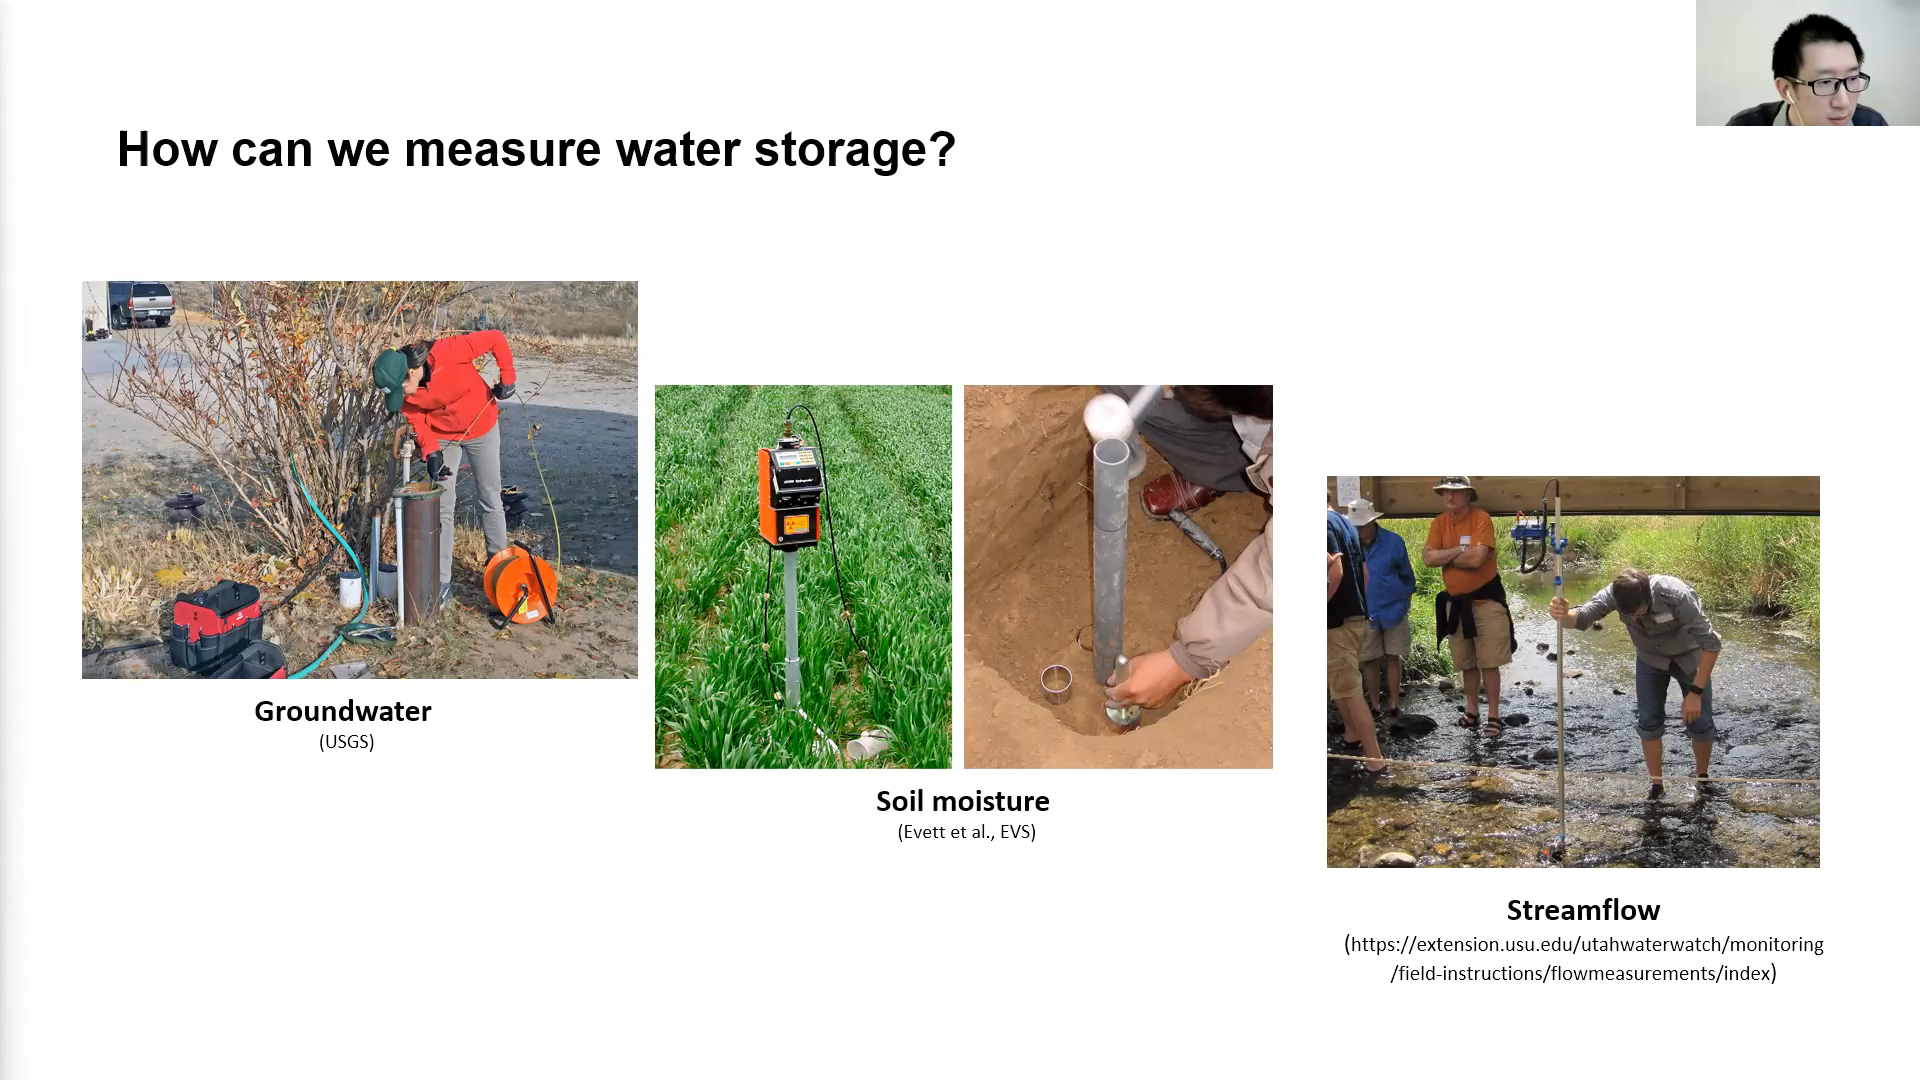 How can we measure water storage?
Groundwater
(USGS)
Soil moisture
(Evett et al., EVS)
Streamflow
(https://extension.usu.edu/utahwaterwatch/monitoring
/field-instructions/flowmeasurements/index)